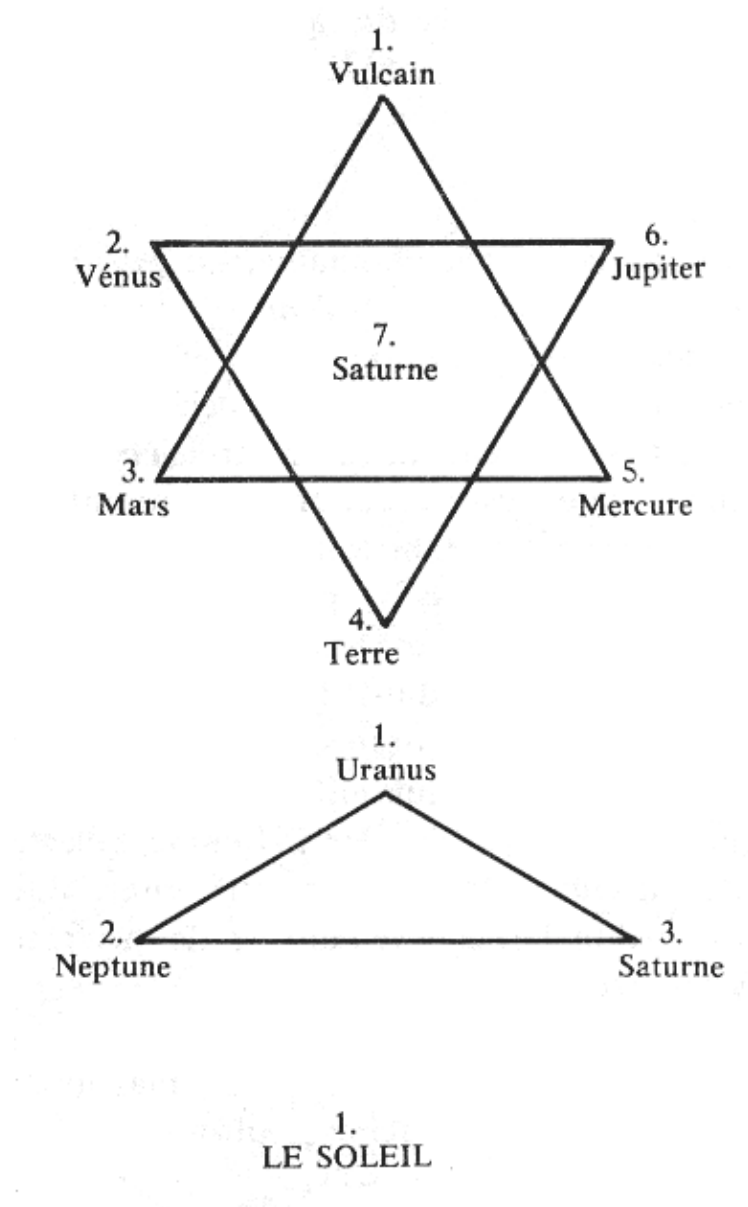 1.
Vulcain
2.
Vénus
6.
Jupiter
7.
Saturne
3.
Mars
5.
Mercure
4.
Terre
1.
Uranus
2.
Neptune
3.
Saturne
1.
LE SOLEIL